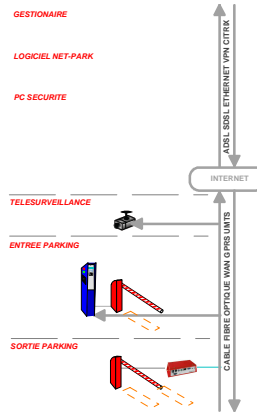 GESTIONAIRE
LOGICIEL NET-PARK
PC SECURITE
ADSL SDSL ETHERNET VPN CITRIX
INTERNET
TELESURVEILLANCE
ENTREE PARKING
CABLE FIBRE OPTIQUE WAN GPRS UMTS
SORTIE PARKING